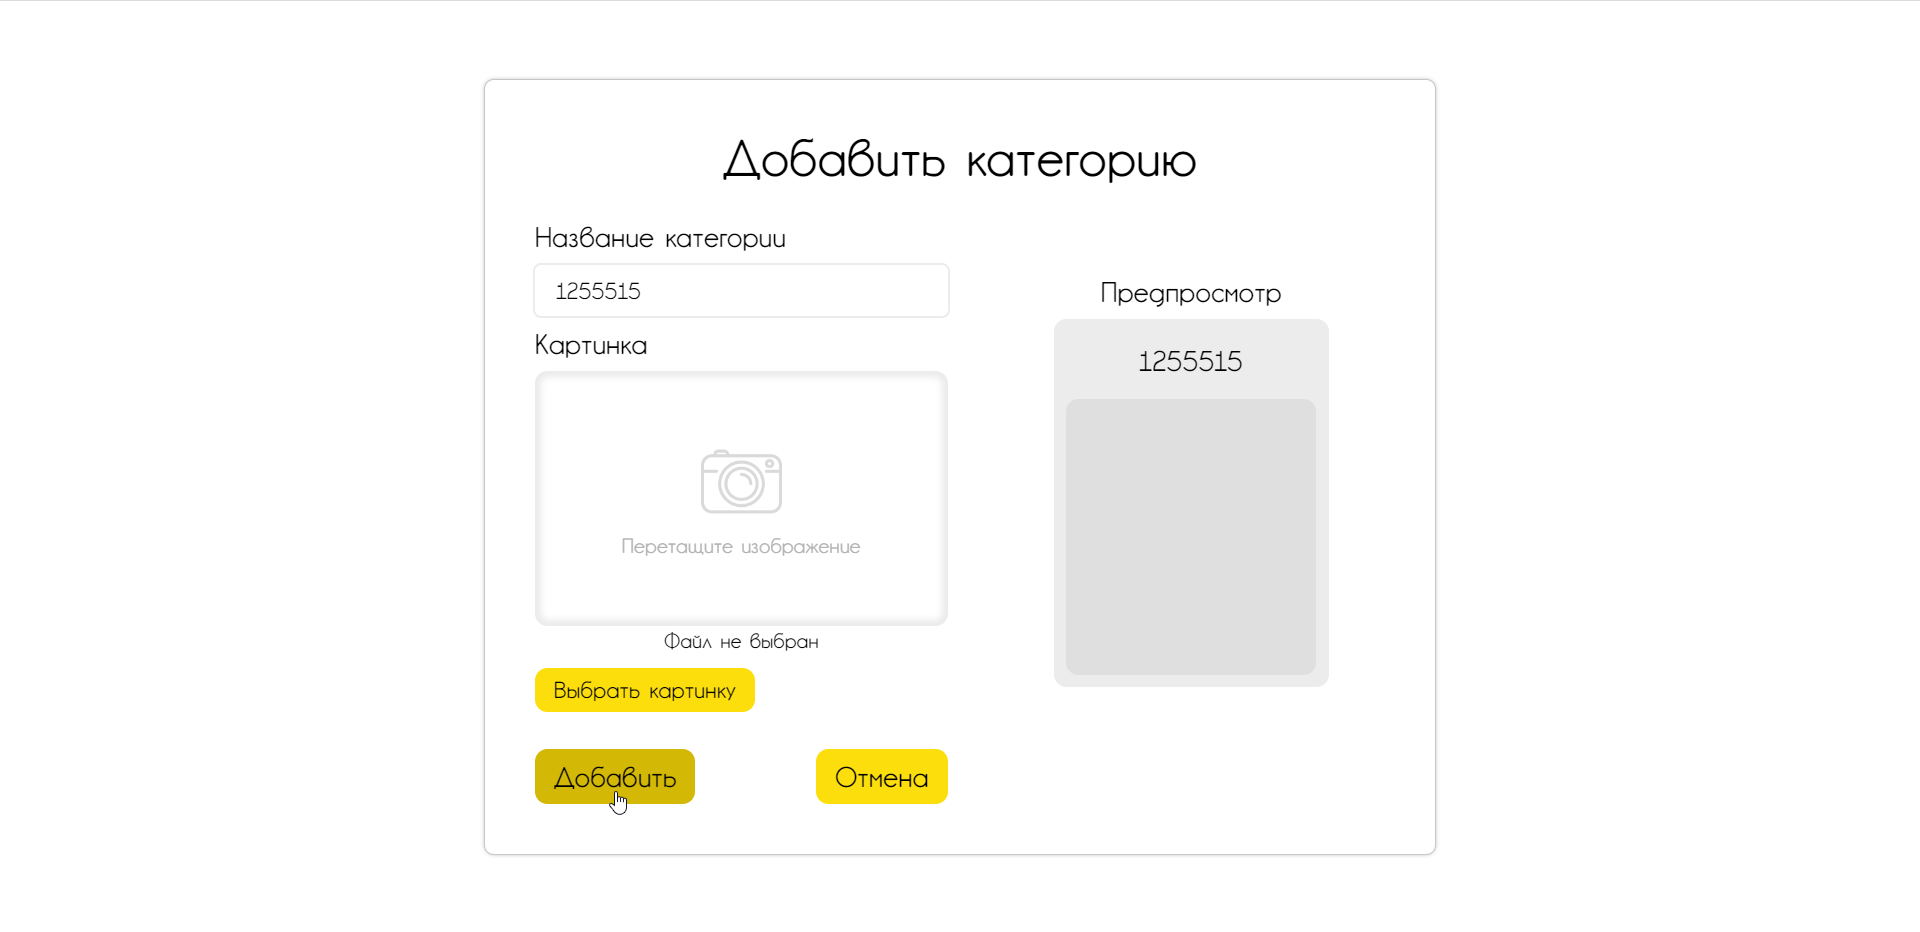 Добавить категорию
Название категории
1255515
Картинка
Перетащите изображение
Файл не выбран
Выбрать картинку
Добавить
Отмена
Предпросмотр
1255515